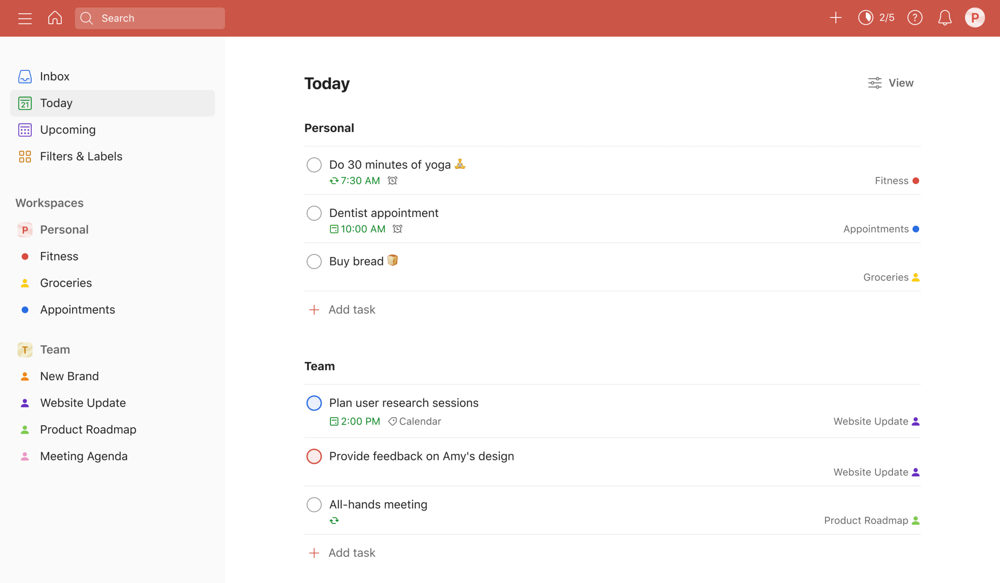 Search
2/5
?
P
Inbox
21 Today
Upcoming
Filters & Labels
Workspaces
P Personal
Fitness
Groceries
Appointments
T Team
New Brand
Website Update
Product Roadmap
Meeting Agenda
Today
View
Personal
Do 30 minutes of yoga 🧘
7:30 AM
Fitness
Dentist appointment
10:00 AM
Appointments
Buy bread 🍞
Groceries
+ Add task
Team
Plan user research sessions
2:00 PM Calendar
Website Update
Provide feedback on Amy's design
Website Update
All-hands meeting
Product Roadmap
+ Add task